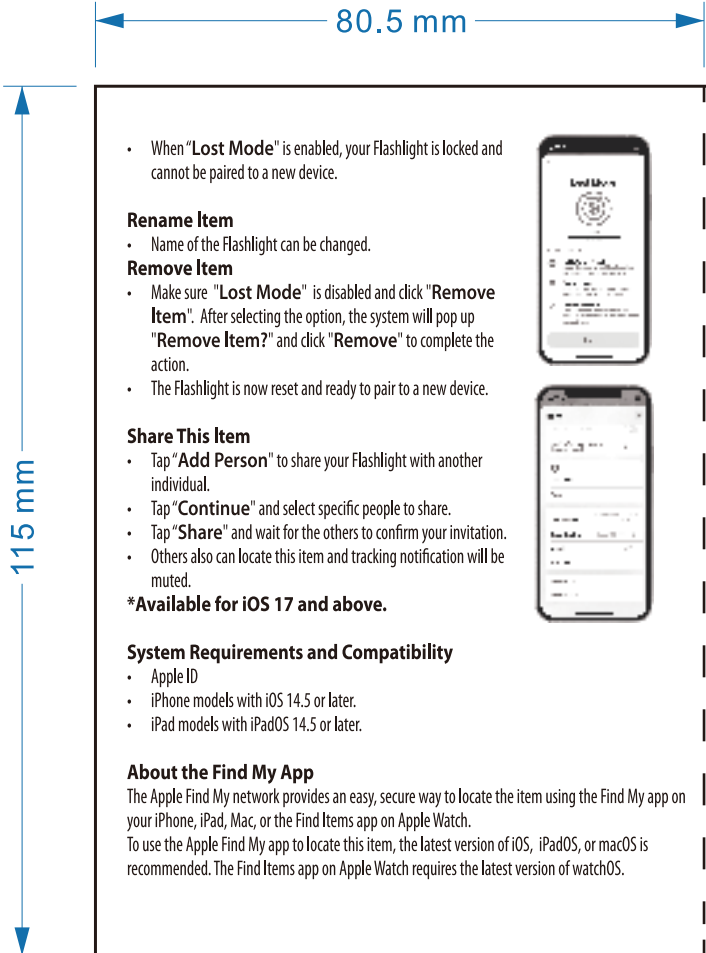 80.5 mm
115 mm
• When “Lost Mode" is enabled, your Flashlight is locked and
cannot be paired to a new device.
Rename Item
• Name of the Flashlight can be changed.
Remove Item
• Make sure "Lost Mode" is disabled and click "Remove
Item". After selecting the option, the system will pop up
"Remove Item?" and click "Remove" to complete the
action.
• The Flashlight is now reset and ready to pair to a new device.
Share This Item
• Tap “Add Person" to share your Flashlight with another
individual.
• Tap “Continue" and select specific people to share.
• Tap “Share" and wait for the others to confirm your invitation.
• Others also can locate this item and tracking notification will be
muted.
*Available for iOS 17 and above.
System Requirements and Compatibility
• Apple ID
• iPhone models with iOS 14.5 or later.
• iPad models with iPadOS 14.5 or later.
About the Find My App
The Apple Find My network provides an easy, secure way to locate the item using the Find My app on
your iPhone, iPad, Mac, or the Find Items app on Apple Watch.
To use the Apple Find My app to locate this item, the latest version of iOS, iPadOS, or macOS is
recommended. The Find Items app on Apple Watch requires the latest version of watchOS.
Lost Mode